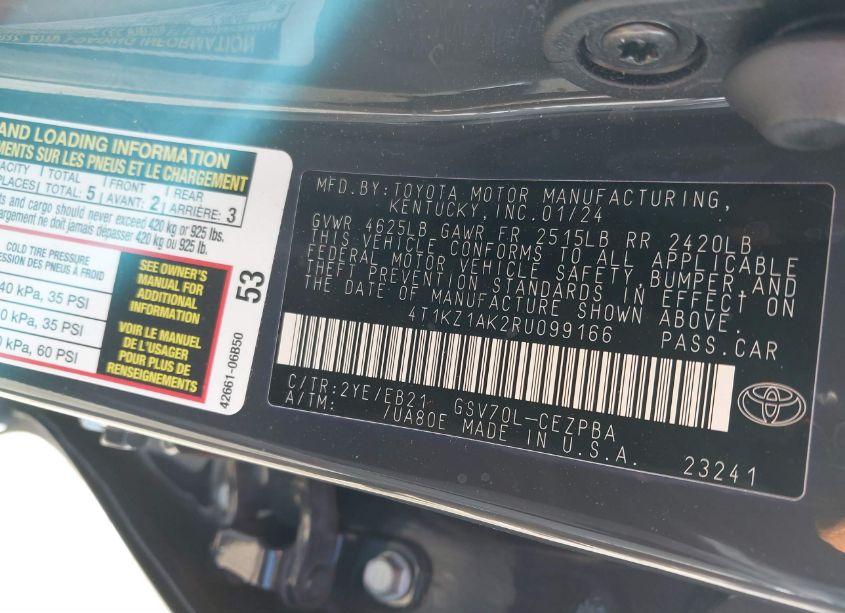 AND LOADING INFORMATION
SUR LES PNEUS ET LE CHARGEMENT
TOTAL FRONT REAR
TOTAL: 5 AVANT: 2 ARRIÈRE: 3
and cargo should never exceed 420 kg or 925 lbs.
chargement ne doit jamais dépasser 420 kg ou 925 lb.
COLD TIRE PRESSURE
DES PNEUS À FROID
SEE OWNER'S
MANUAL FOR
ADDITIONAL
INFORMATION
kPa, 35 PSI
kPa, 35 PSI
kPa, 60 PSI
VOIR LE MANUEL
DE L'USAGER
POUR PLUS DE
RENSEIGNEMENTS
53
42661-06B50
MFD.BY:TOYOTA MOTOR MANUFACTURING,
KENTUCKY,INC.01/24
GVWR 4625LB GAWR FR 2515LB RR 2420LB
THIS VEHICLE CONFORMS TO ALL APPLICABLE
FEDERAL MOTOR VEHICLE SAFETY,BUMPER,AND
THEFT PREVENTION STANDARDS IN EFFECT ON
THE DATE OF MANUFACTURE SHOWN ABOVE.
4T1KZ1AK2RU099166 PASS.CAR
C/TR:2YE/EB21 GSV70L-CEZPBA
A/TM: /UA80E MADE IN U.S.A.
23241